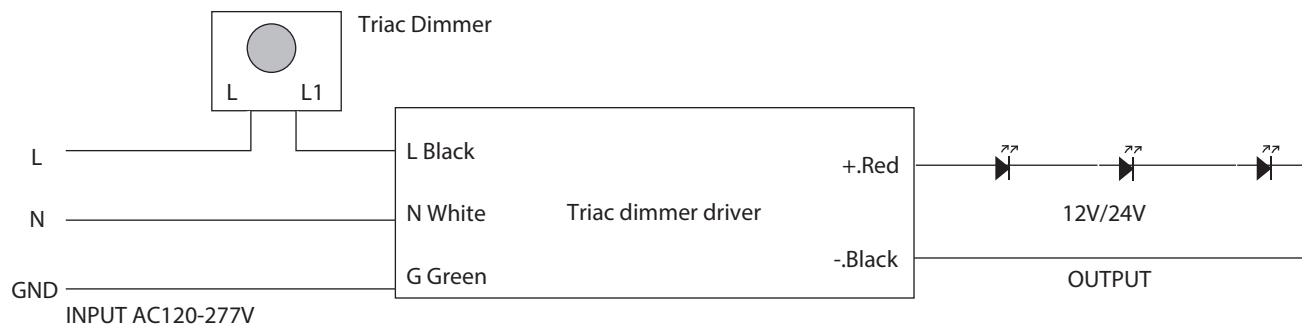 Triac Dimmer
L L1
L
L Black
+.Red
N
N White
Triac dimmer driver
12V/24V
-.Black
G Green
OUTPUT
GND
INPUT AC120-277V